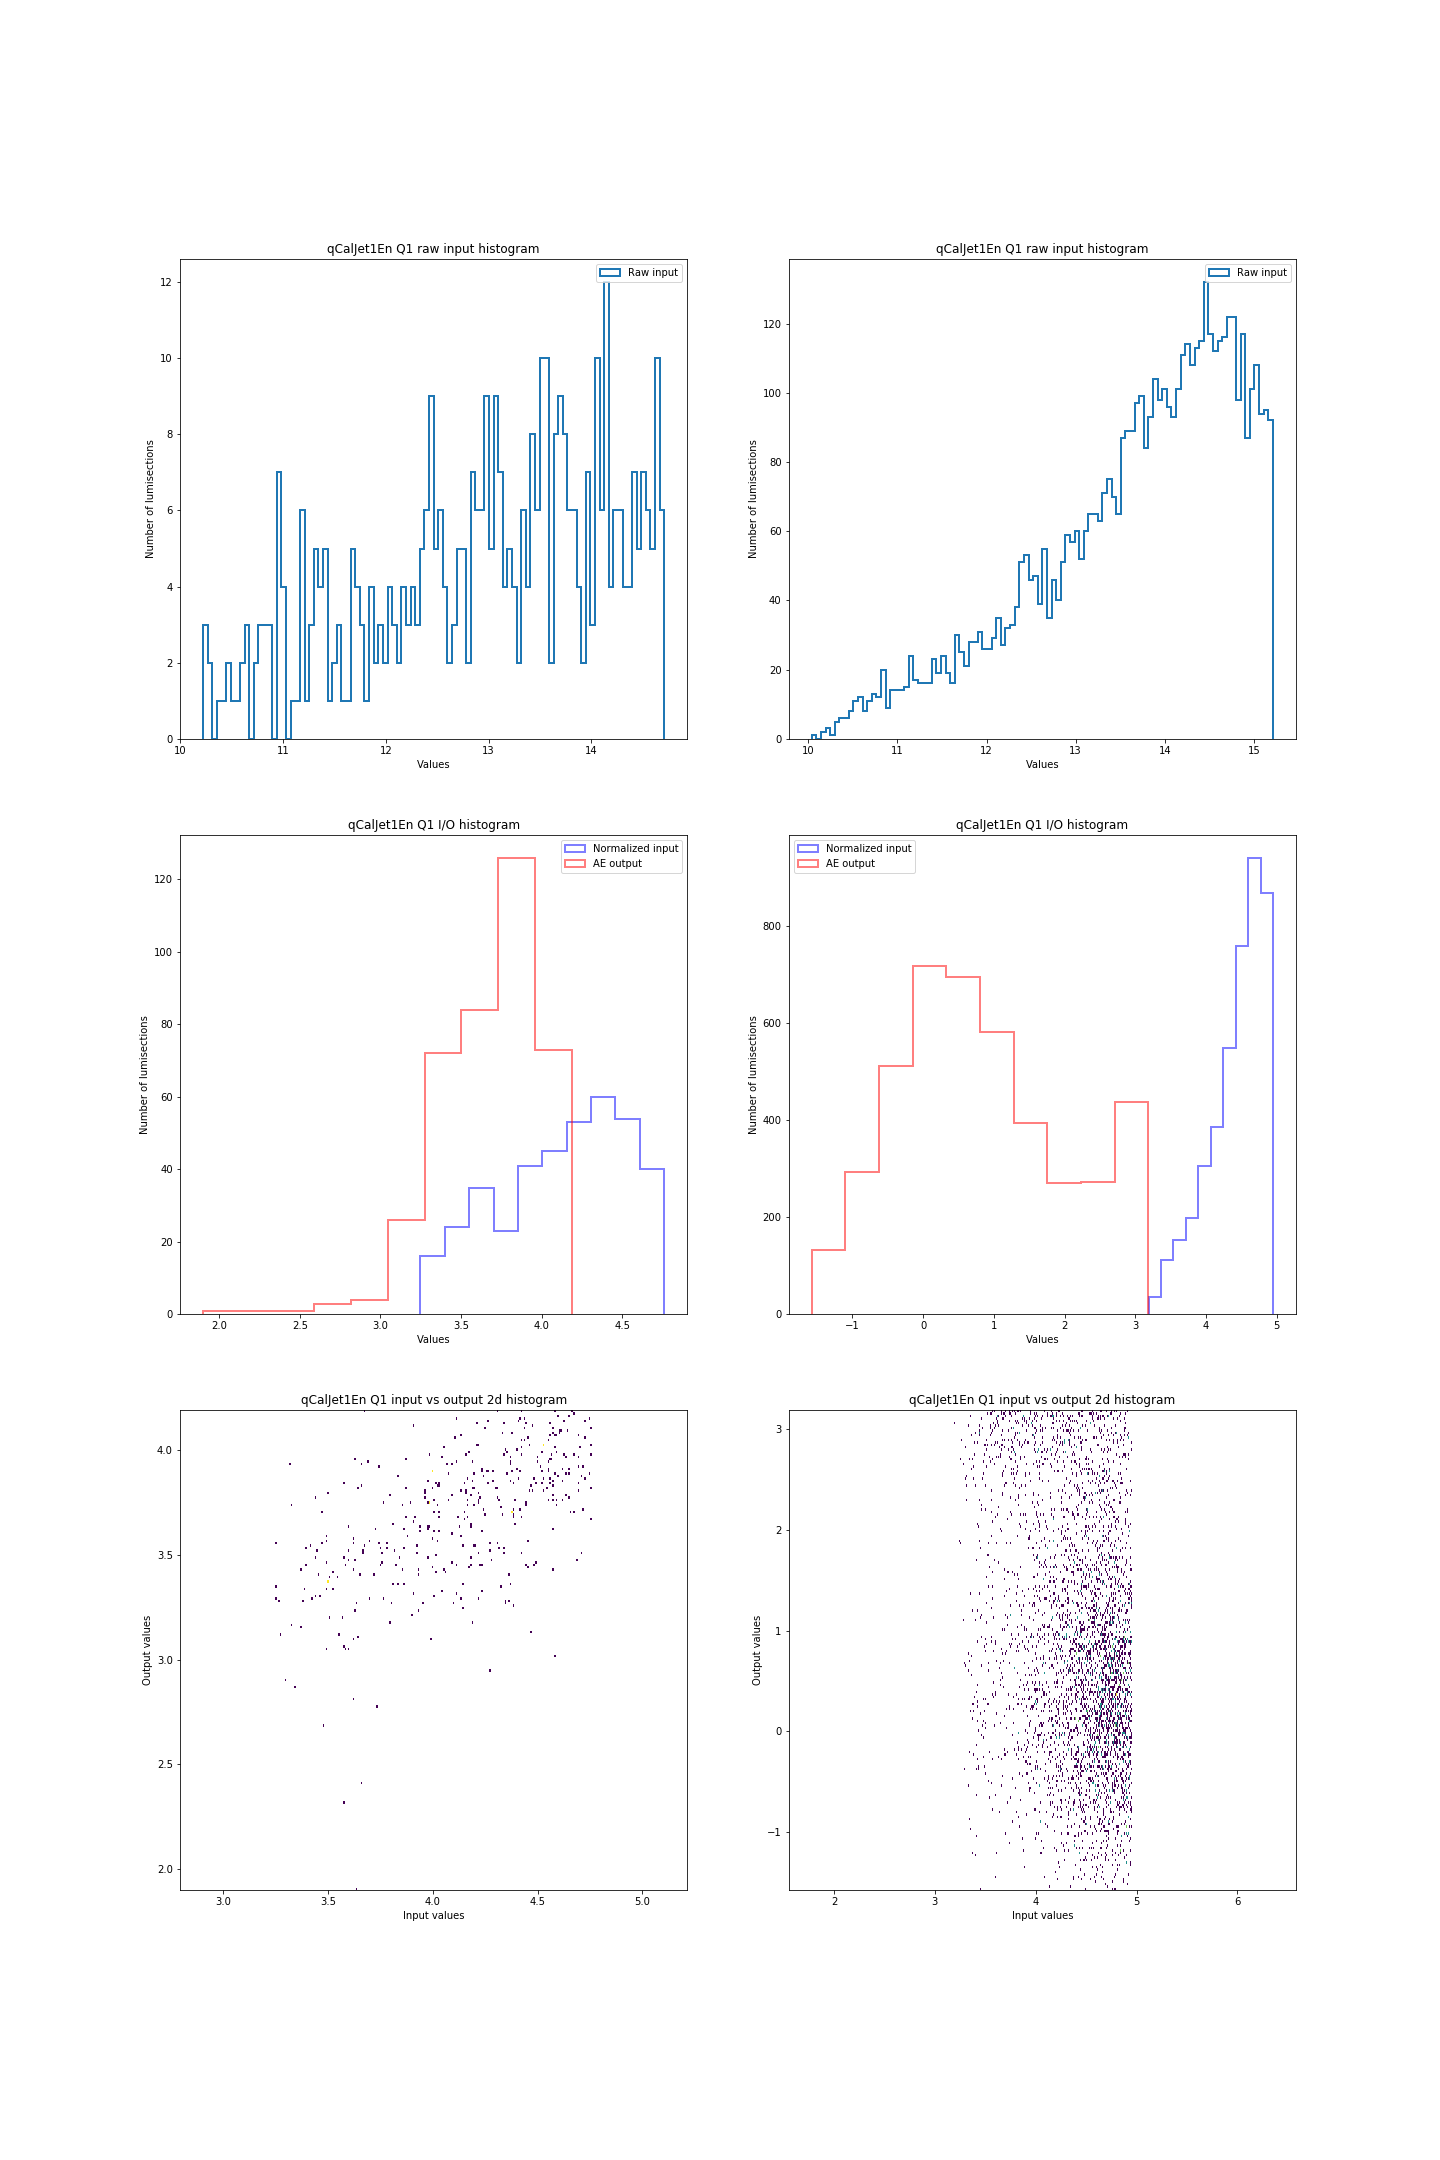 qCalJet1En Q1 raw input histogram
Raw input
12
10
8
6
4
2
0
Number of lumisections
10 11 12 13 14
Values
qCalJet1En Q1 raw input histogram
Raw input
120
100
80
60
40
20
0
Number of lumisections
10 11 12 13 14 15
Values
qCalJet1En Q1 I/O histogram
Normalized input
AE output
120
100
80
60
40
20
0
Number of lumisections
2.0 2.5 3.0 3.5 4.0 4.5
Values
qCalJet1En Q1 I/O histogram
Normalized input
AE output
800
600
400
200
0
Number of lumisections
−1 0 1 2 3 4 5
Values
qCalJet1En Q1 input vs output 2d histogram
4.0
3.5
3.0
2.5
2.0
Output values
3.0 3.5 4.0 4.5 5.0
Input values
qCalJet1En Q1 input vs output 2d histogram
3
2
1
0
−1
Output values
2 3 4 5 6
Input values